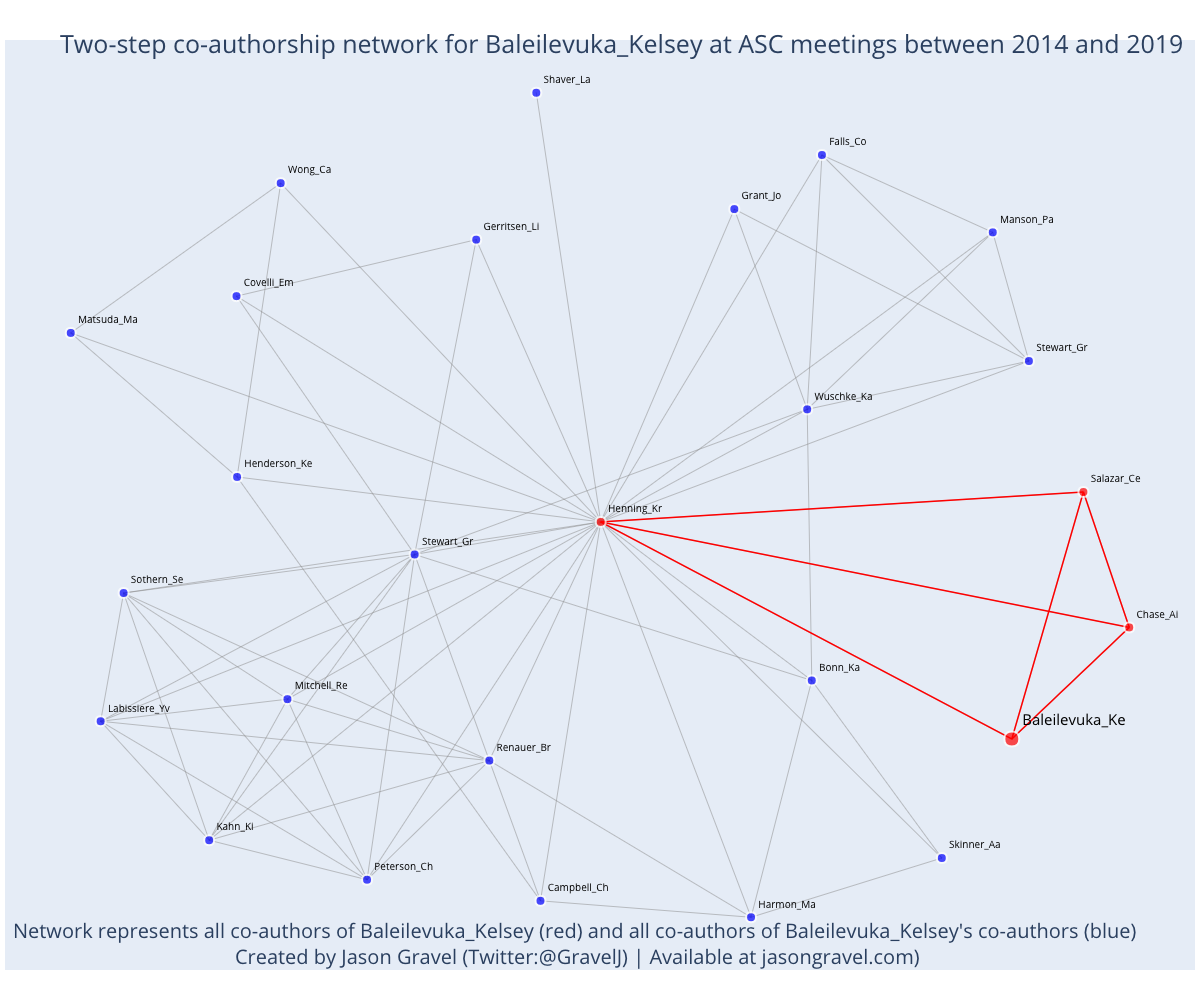 Two-step co-authorship network for Baleilevuka_Kelsey at ASC meetings between 2014 and 2019
Shaver_La
Falls_Co
Wong_Ca
Grant_Jo
Manson_Pa
Gerritsen_Li
Covelli_Em
Matsuda_Ma
Stewart_Gr
Wuschke_Ka
Henderson_Ke
Salazar_Ce
Henning_Kr
Stewart_Gr
Sothern_Se
Chase_Ai
Bonn_Ka
Mitchell_Re
Labissiere_Yv
Baleilevuka_Ke
Renauer_Br
Kahn_Ki
Skinner_Aa
Peterson_Ch
Campbell_Ch
Harmon_Ma
Network represents all co-authors of Baleilevuka_Kelsey (red) and all co-authors of Baleilevuka_Kelsey's co-authors (blue)
Created by Jason Gravel (Twitter:@GravelJ) | Available at jasongravel.com)